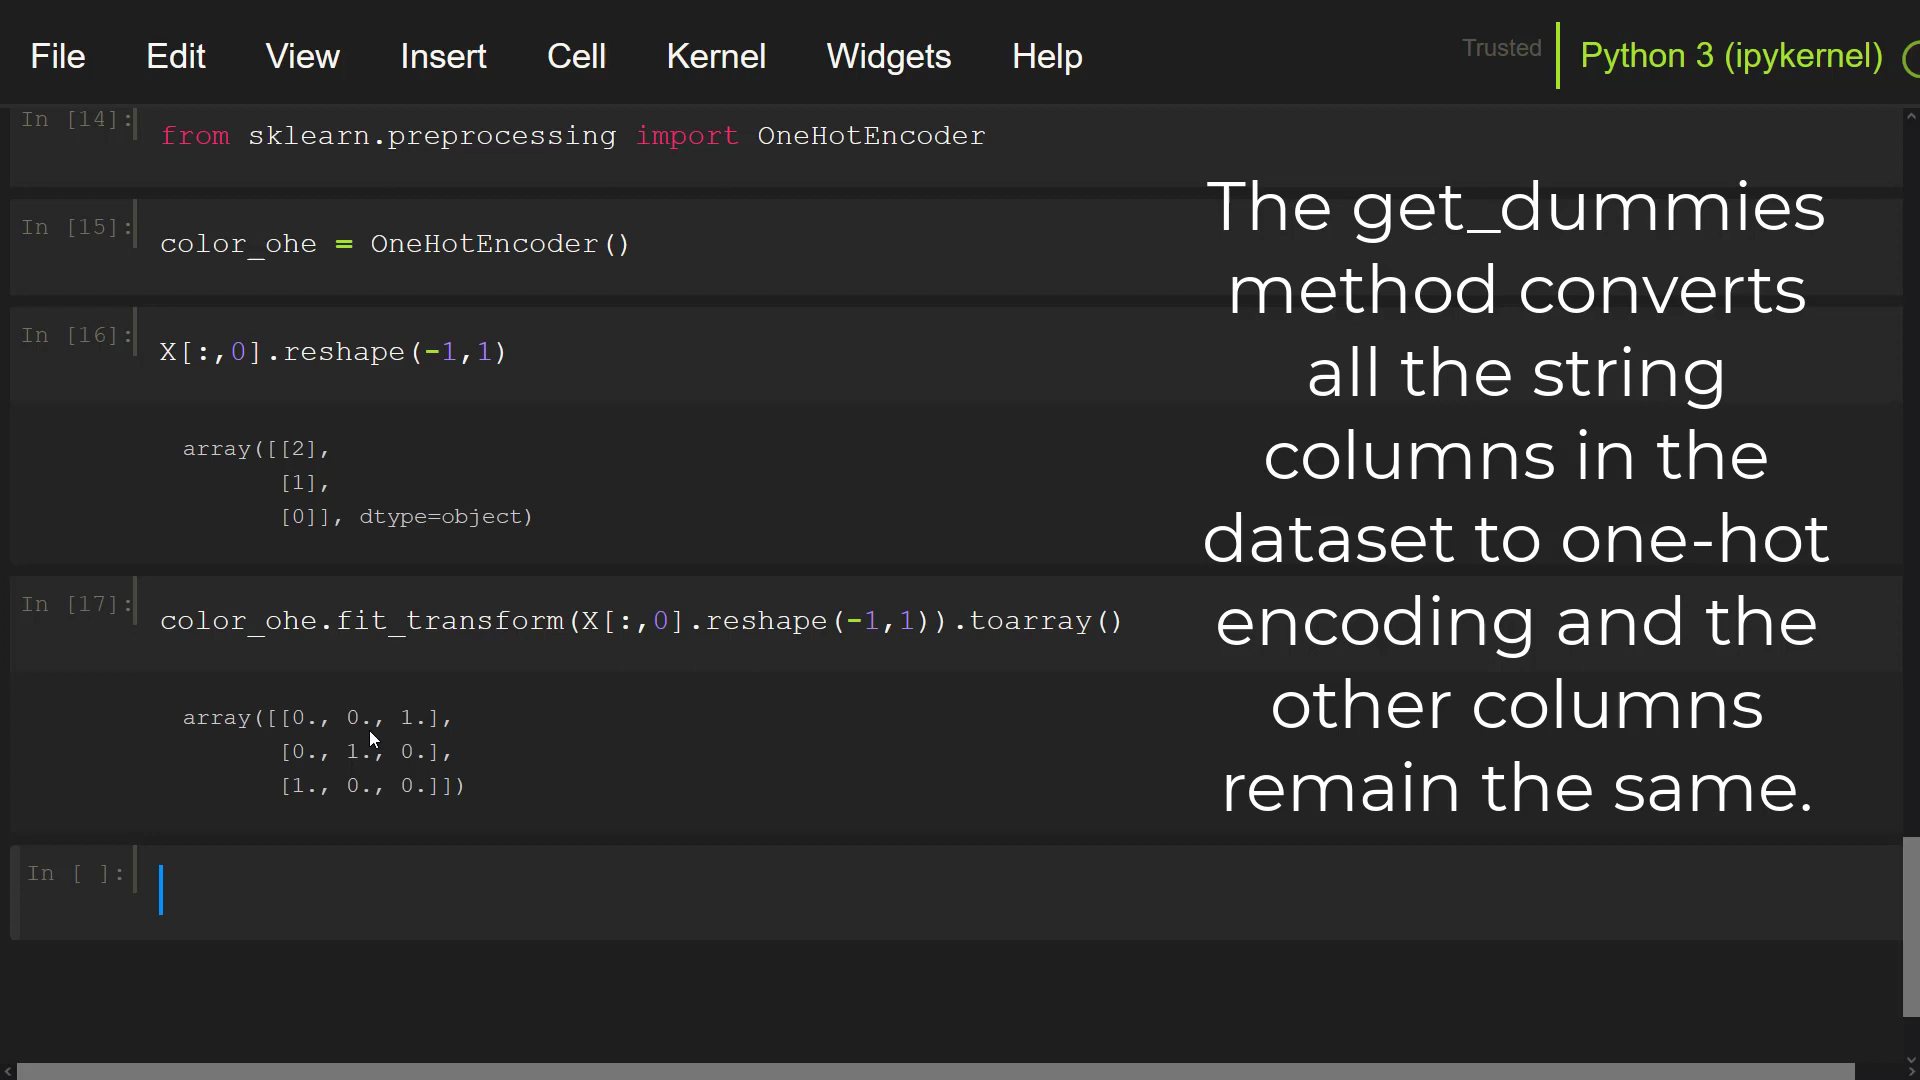 File Edit View Insert Cell Kernel Widgets Help Trusted Python 3 (ipykernel)
In [14]: from sklearn.preprocessing import OneHotEncoder
In [15]: color_ohe = OneHotEncoder()
In [16]: X[:,0].reshape(-1,1)
array([[2],
[1],
[0]], dtype=object)
In [17]: color_ohe.fit_transform(X[:,0].reshape(-1,1)).toarray()
array([[0., 0., 1.],
[0., 1., 0.],
[1., 0., 0.]])
In [ ]:
The get_dummies
method converts
all the string
columns in the
dataset to one-hot
encoding and the
other columns
remain the same.